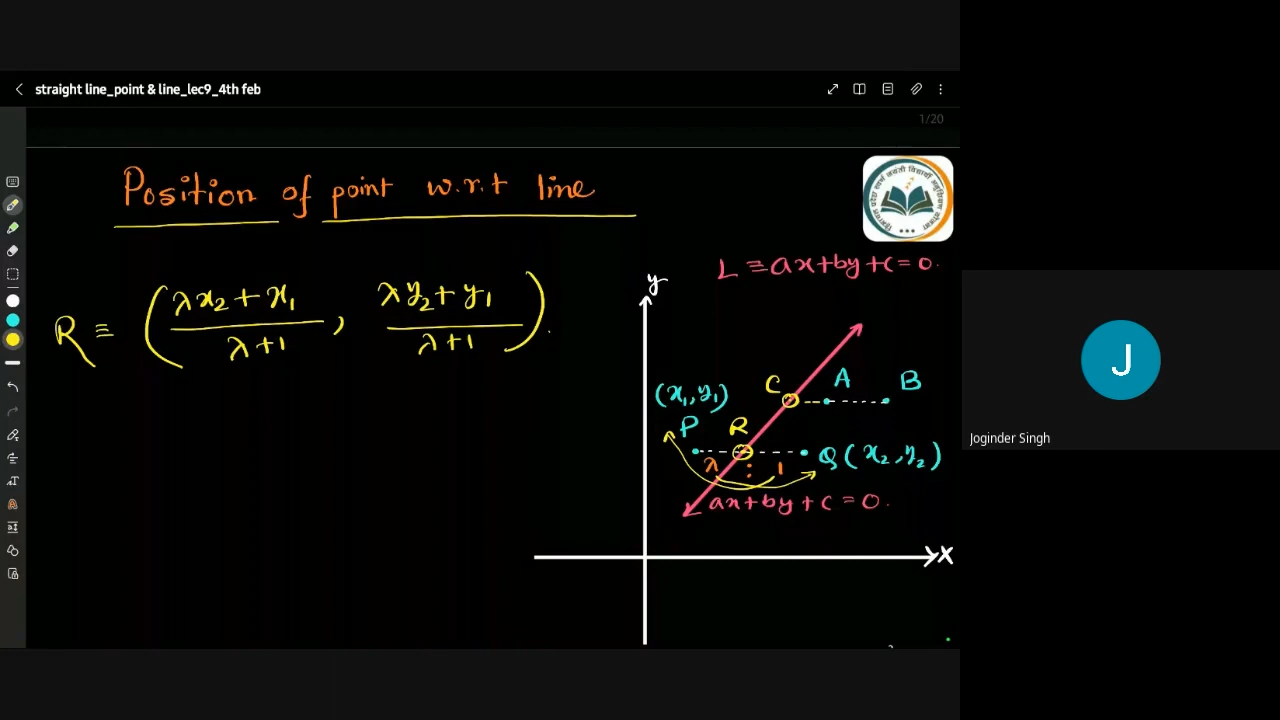 straight line_point & line_lec9_4th feb
1/20
Position of point w.r.t line
L ≡ ax+by+c=0.
y
R ≡ ( λx₂+x₁ / λ+1 , λy₂+y₁ / λ+1 ).
C A B
(x₁,y₁)
P R Q(x₂,y₂)
λ : 1
ax+by+c=0.
x
J
Joginder Singh